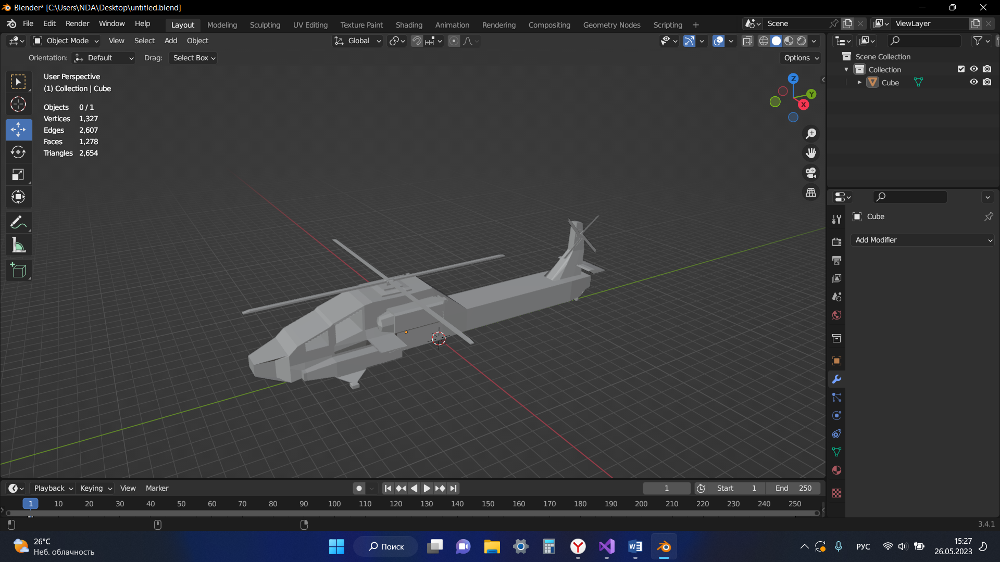 Blender* [C:\Users\NDA\Desktop\untitled.blend]
File Edit Render Window Help Layout Modeling Sculpting UV Editing Texture Paint Shading Animation Rendering Compositing Geometry Nodes Scripting + Scene ViewLayer
Object Mode View Select Add Object Global
Orientation: Default Drag: Select Box Options
User Perspective
(1) Collection | Cube
Objects 0 / 1
Vertices 1,327
Edges 2,607
Faces 1,278
Triangles 2,654
Z
Y
X
Scene Collection
Collection
Cube
Cube
Add Modifier
Playback Keying View Marker 1 Start 1 End 250
1 10 20 30 40 50 60 70 80 90 100 110 120 130 140 150 160 170 180 190 200 210 220 230 240 250
3.4.1
26°C
Неб. облачность
Поиск
РУС
15:27
26.05.2023